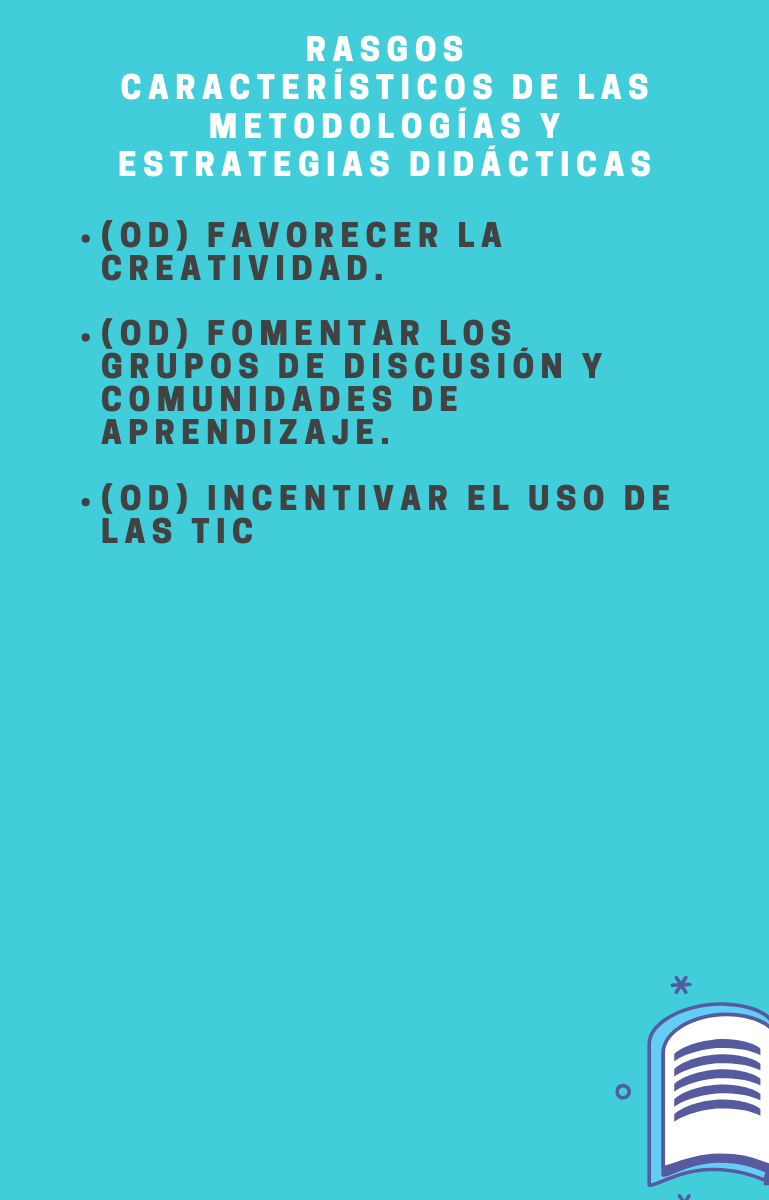 RASGOS
CARACTERÍSTICOS DE LAS
METODOLOGÍAS Y
ESTRATEGIAS DIDÁCTICAS
• (OD) FAVORECER LA
CREATIVIDAD.
• (OD) FOMENTAR LOS
GRUPOS DE DISCUSIÓN Y
COMUNIDADES DE
APRENDIZAJE.
• (OD) INCENTIVAR EL USO DE
LAS TIC